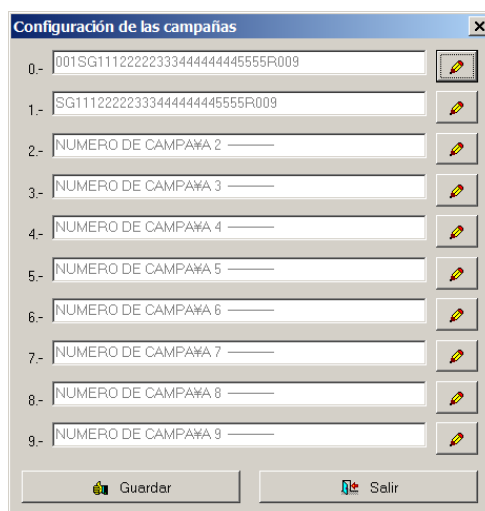 Configuración de las campañas
0.- 001SG11122222333444444445555R009
1.- SG11122222333444444445555R009
2.- NUMERO DE CAMPA¥A 2 ————
3.- NUMERO DE CAMPA¥A 3 ————
4.- NUMERO DE CAMPA¥A 4 ————
5.- NUMERO DE CAMPA¥A 5 ————
6.- NUMERO DE CAMPA¥A 6 ————
7.- NUMERO DE CAMPA¥A 7 ————
8.- NUMERO DE CAMPA¥A 8 ————
9.- NUMERO DE CAMPA¥A 9 ————
Guardar Salir